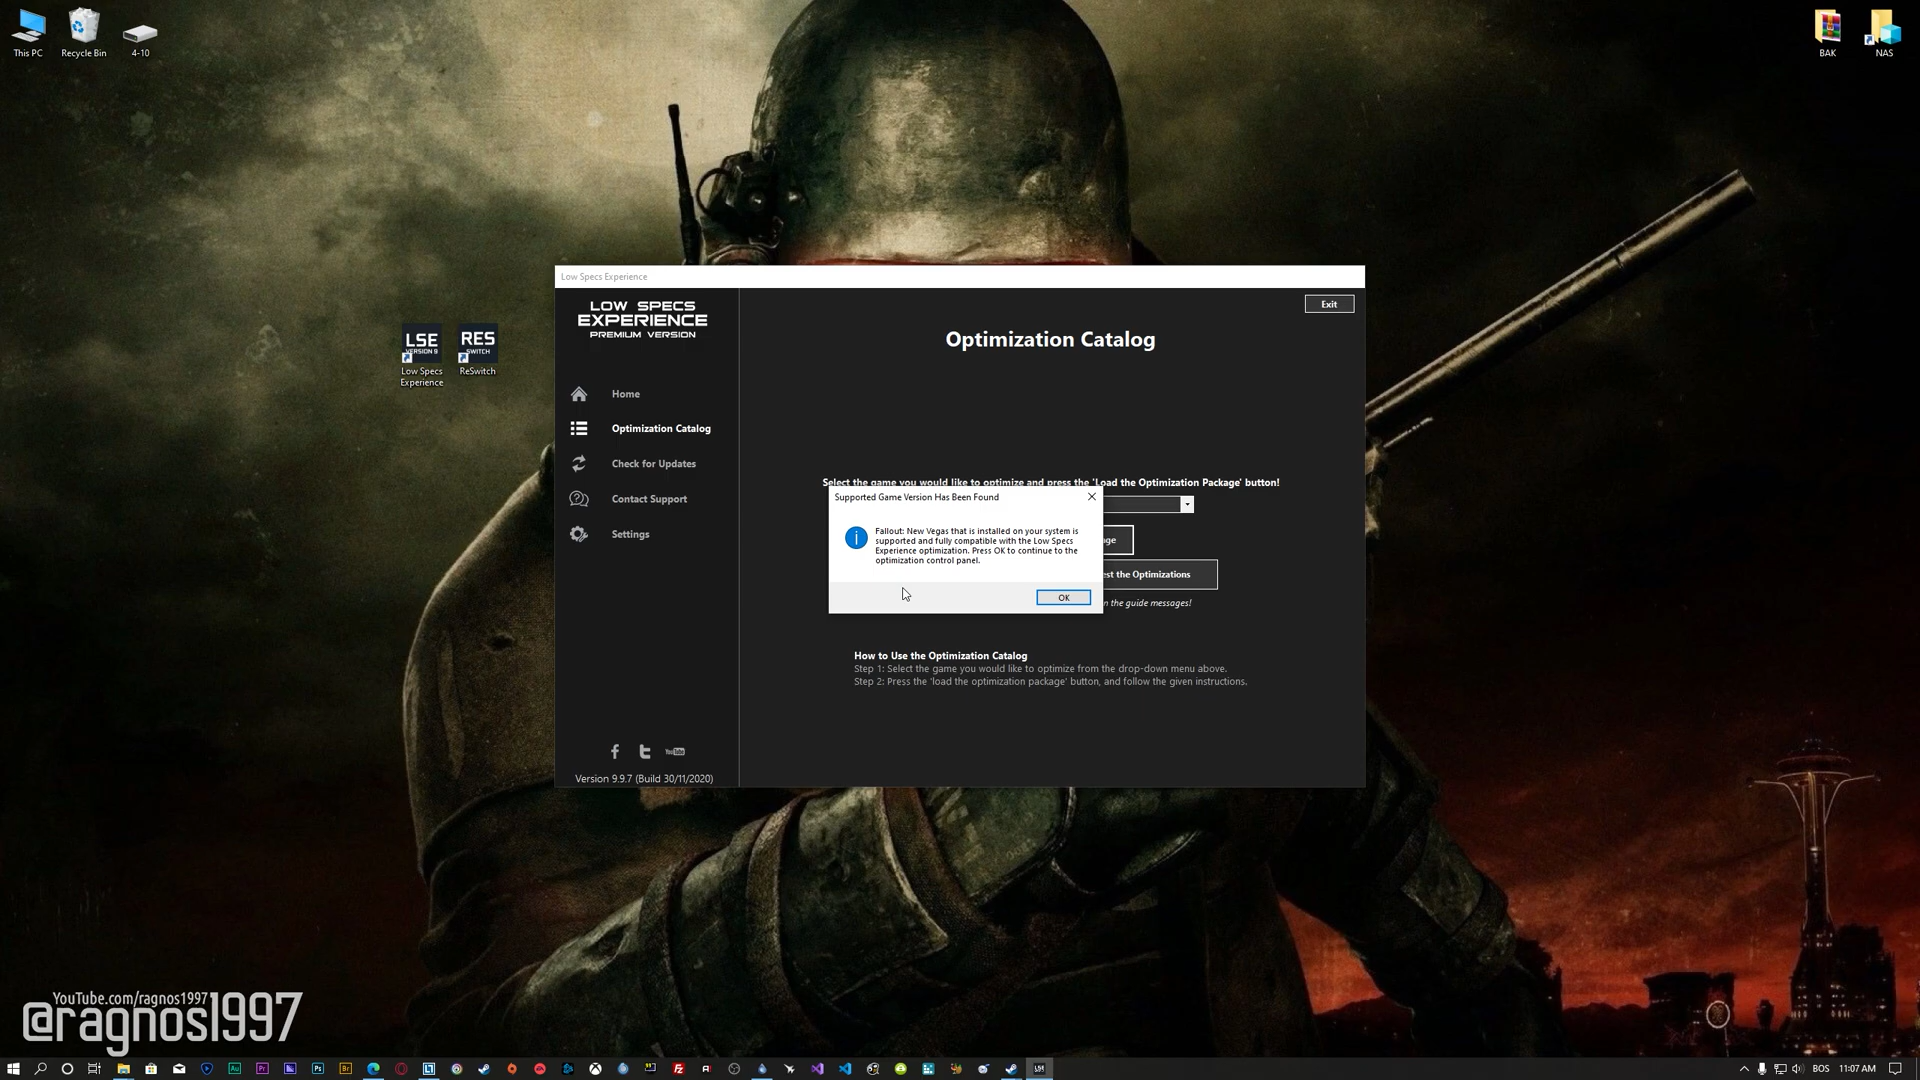 This PC
Recycle Bin
4-10
BAK
NAS
LSE
VERSION 9
Low Specs
Experience
RES
SWITCH
ReSwitch
Low Specs Experience
LOW SPECS
EXPERIENCE
PREMIUM VERSION
Home
Optimization Catalog
Check for Updates
Contact Support
Settings
Version 9.9.7 (Build 30/11/2020)
Exit
Optimization Catalog
Select the game you would like to optimize and press the 'Load the Optimization Package' button!
Supported Game Version Has Been Found
Fallout: New Vegas that is installed on your system is
supported and fully compatible with the Low Specs
Experience optimization. Press OK to continue to the
optimization control panel.
OK
the Optimizations
the guide messages!
How to Use the Optimization Catalog
Step 1: Select the game you would like to optimize from the drop-down menu above.
Step 2: Press the 'load the optimization package' button, and follow the given instructions.
YouTube.com/ragnos1997
@ragnos1997
BOS
11:07 AM